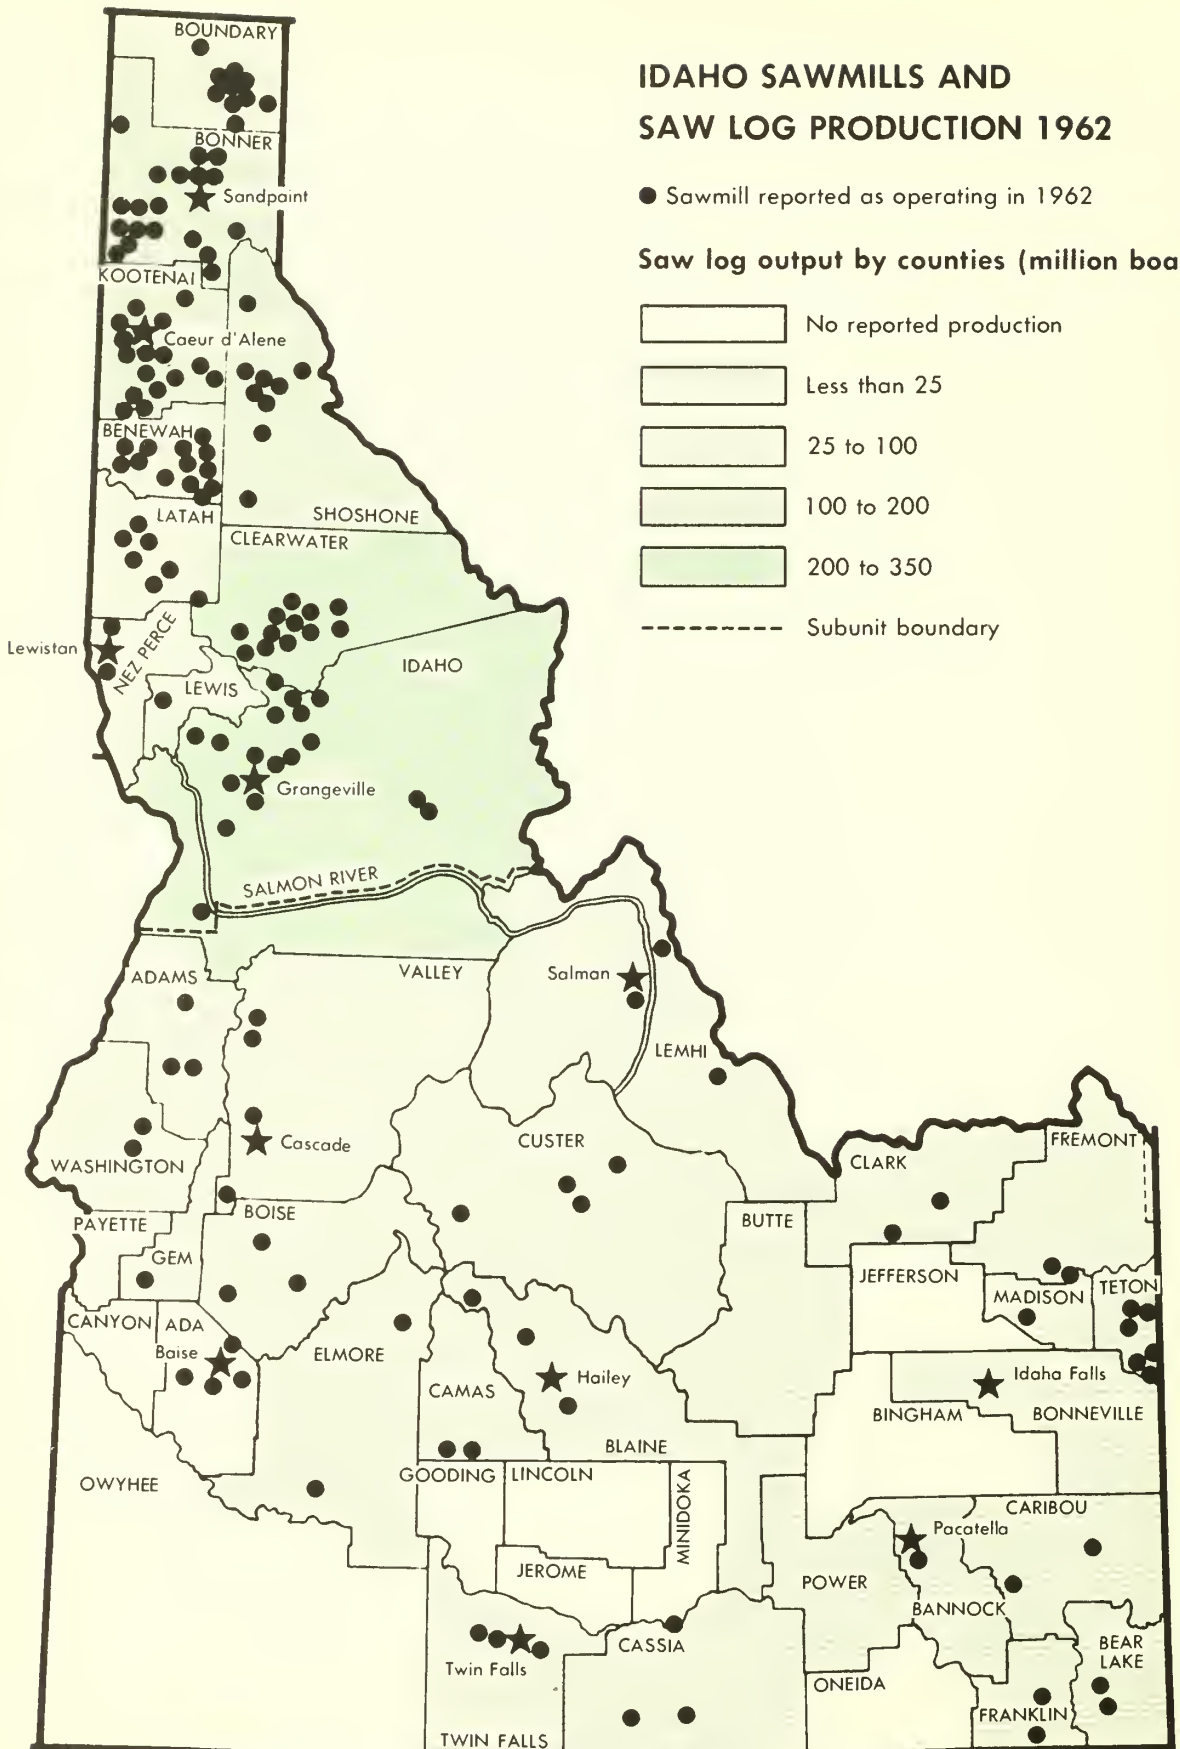 IDAHO SAWMILLS AND
SAW LOG PRODUCTION 1962
Sawmill reported as operating in 1962
Saw log output by counties (million boa
No reported production
Less than 25
25 to 100
100 to 200
200 to 350
Subunit boundary
BOUNDARY
BONNER
Sandpaint
KOOTENAI
Caeur d'Alene
BENEWAH
LATAH
SHOSHONE
CLEARWATER
Lewistan
NEZ PERCE
LEWIS
IDAHO
Grangeville
SALMON RIVER
ADAMS
VALLEY
Salman
LEMHI
CUSTER
Cascade
WASHINGTON
FREMONT
CLARK
PAYETTE
BOISE
BUTTE
GEM
JEFFERSON
MADISON
TETON
CANYON
ADA
Baise
ELMORE
Hailey
CAMAS
Idaha Falls
BINGHAM
BONNEVILLE
BLAINE
OWYHEE
GOODING
LINCOLN
MINIDOKA
CARIBOU
Pacatella
JEROME
POWER
BANNOCK
CASSIA
Twin Falls
BEAR
LAKE
ONEIDA
FRANKLIN
TWIN FALLS